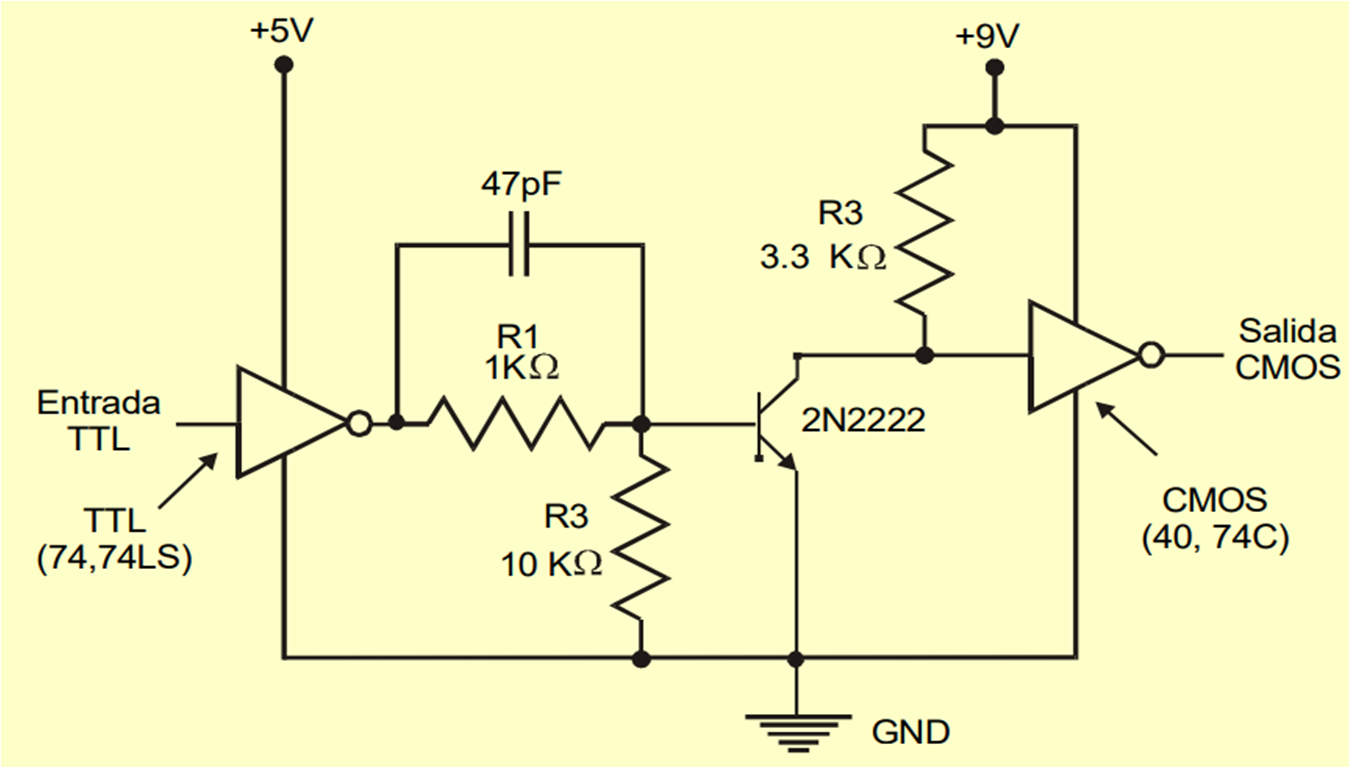 +5V
+9V
47pF
R3
3.3 KΩ
R1
1KΩ
Salida
CMOS
Entrada
TTL
2N2222
TTL
(74,74LS)
R3
10 KΩ
CMOS
(40, 74C)
GND